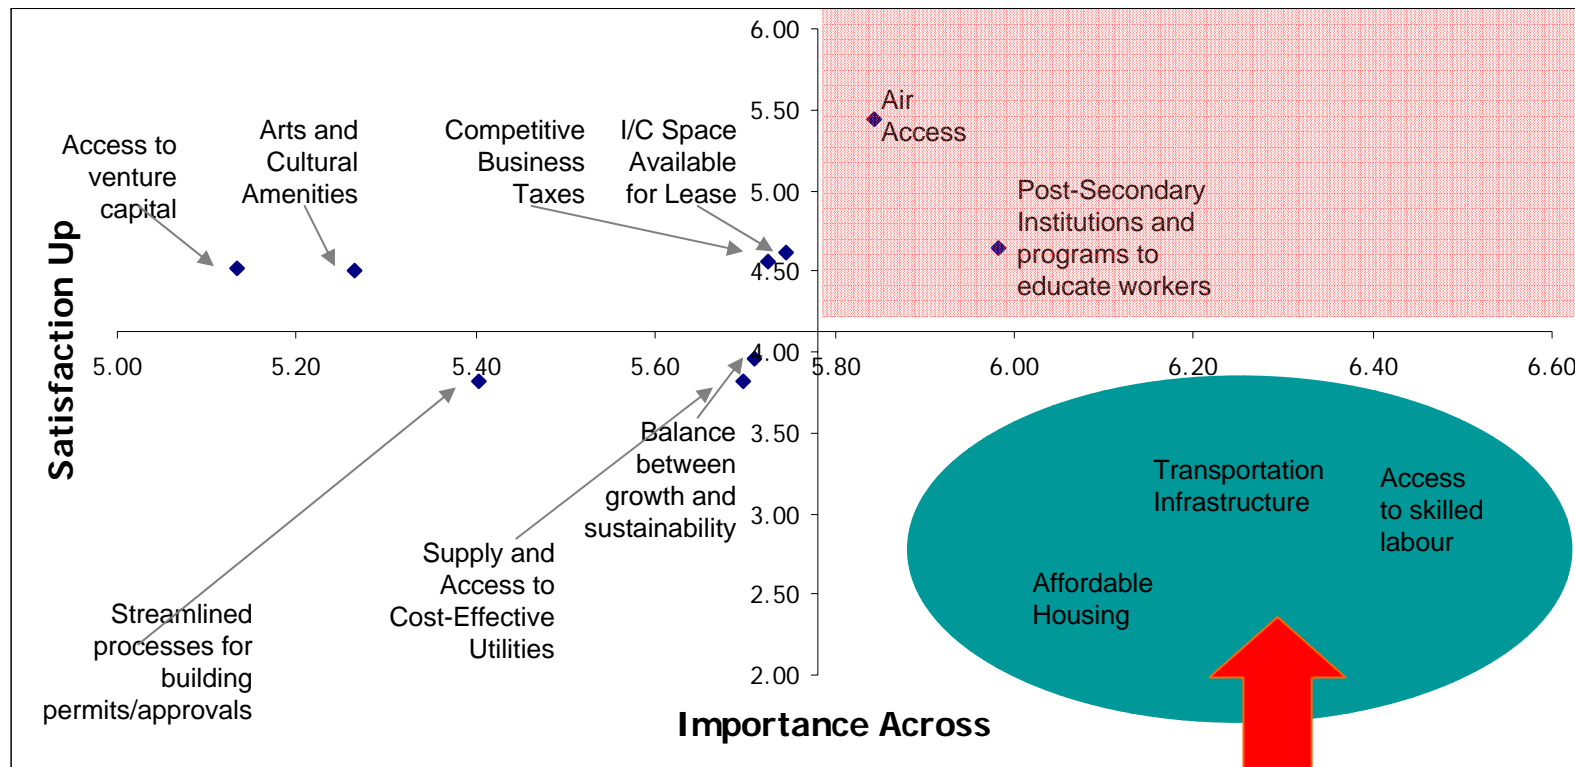 6.00
5.50
5.00
4.50
4.00
3.50
3.00
2.50
2.00
5.00
5.20
5.40
5.60
5.80
6.00
6.20
6.40
6.60
Satisfaction Up
Importance Across
Access to
venture
capital
Arts and
Cultural
Amenities
Competitive
Business
Taxes
I/C Space
Available
for Lease
Air
Access
Post-Secondary
Institutions and
programs to
educate workers
Streamlined
processes for
building
permits/approvals
Supply and
Access to
Cost-Effective
Utilities
Balance
between
growth and
sustainability
Transportation
Infrastructure
Access
to skilled
labour
Affordable
Housing